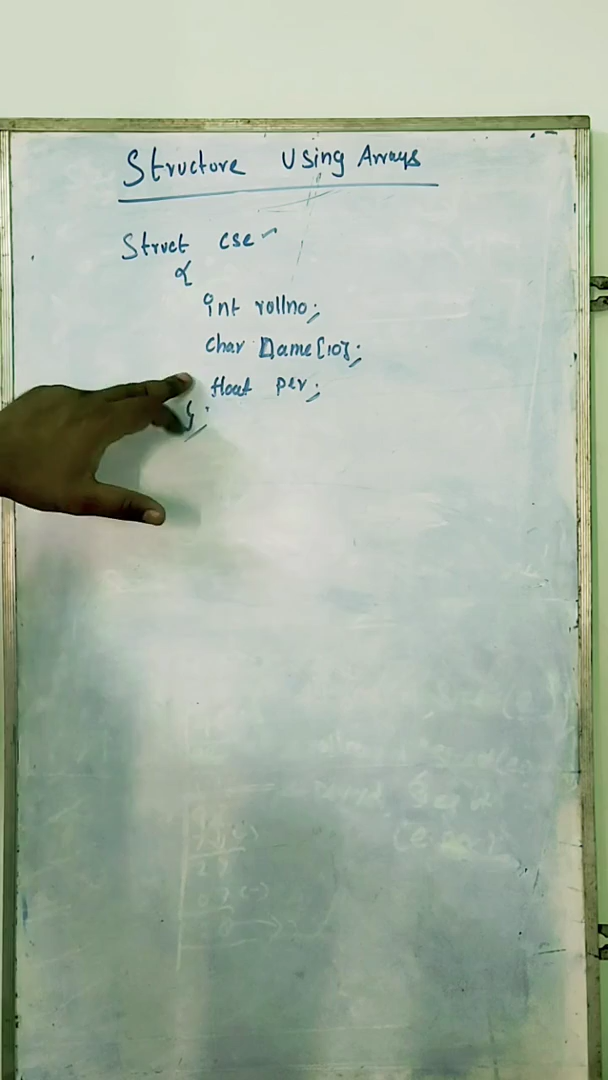 Structure Using Arrays
Struct cse
{
int rollno;
char name[10];
float per;
};